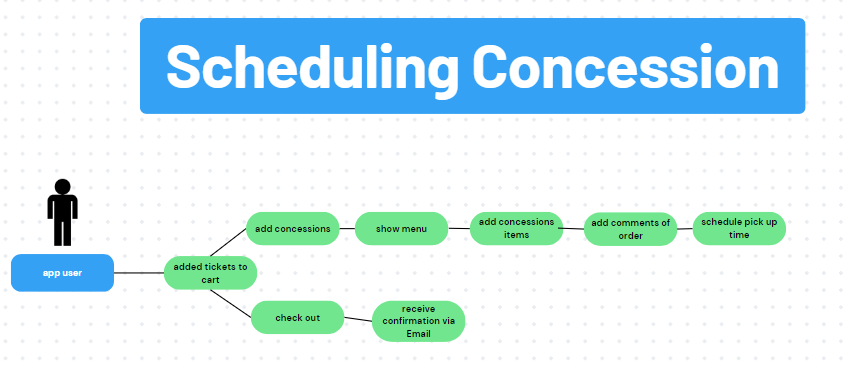 Scheduling Concession
add concessions
show menu
add concessions
items
add comments of
order
schedule pick up
time
app user
added tickets to
cart
check out
receive
confirmation via
Email